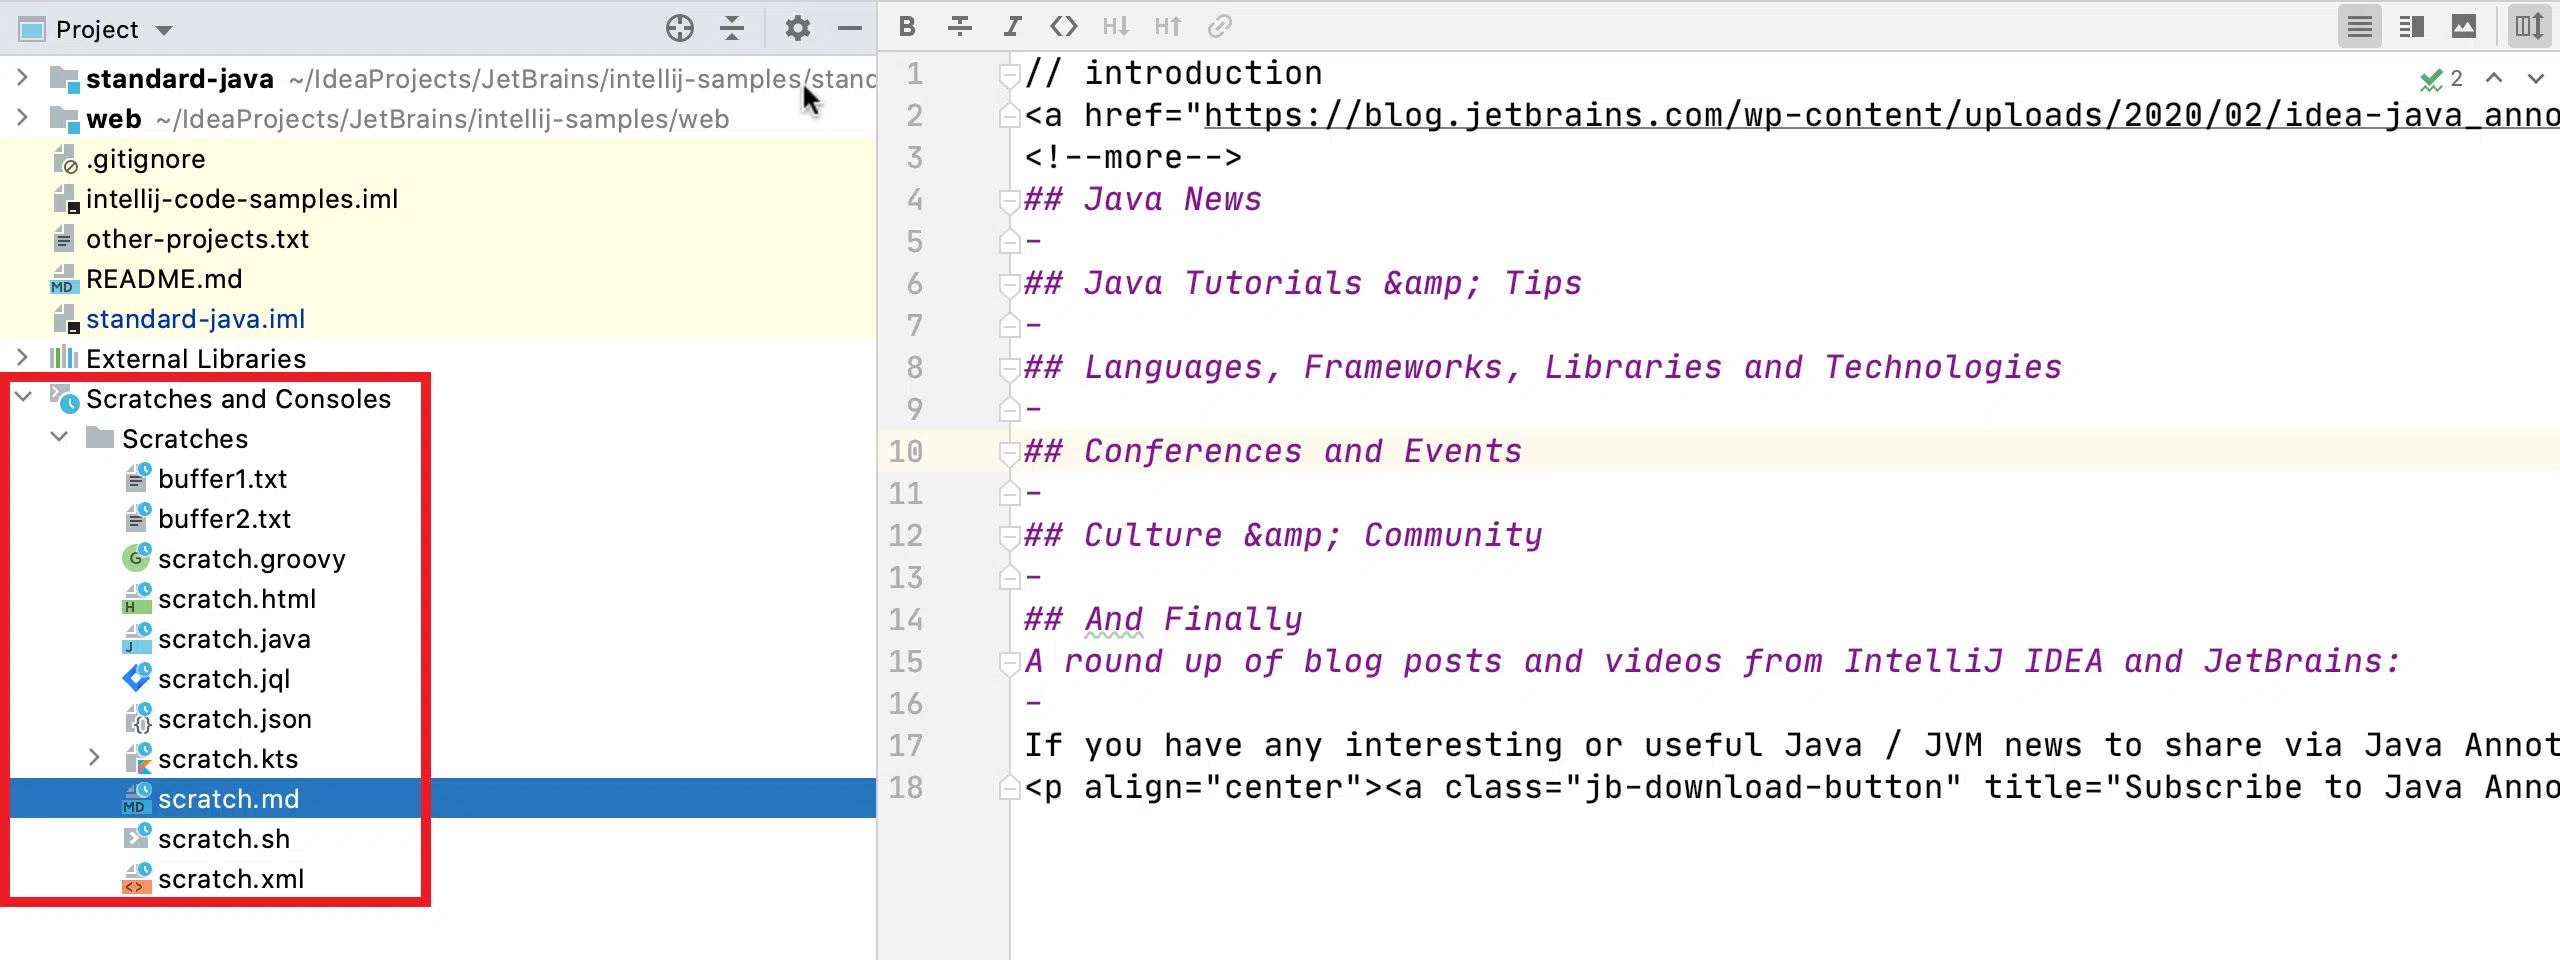 Project
standard-java ~/IdeaProjects/JetBrains/intellij-samples/stand
web ~/IdeaProjects/JetBrains/intellij-samples/web
.gitignore
intellij-code-samples.iml
other-projects.txt
README.md
standard-java.iml
External Libraries
Scratches and Consoles
Scratches
buffer1.txt
buffer2.txt
scratch.groovy
scratch.html
scratch.java
scratch.jql
scratch.json
scratch.kts
scratch.md
scratch.sh
scratch.xml
B I <> H↓ H↑
2
1 // introduction
2 <a href="https://blog.jetbrains.com/wp-content/uploads/2020/02/idea-java_anno
3 <!--more-->
4 ## Java News
5 -
6 ## Java Tutorials &amp; Tips
7 -
8 ## Languages, Frameworks, Libraries and Technologies
9 -
10 ## Conferences and Events
11 -
12 ## Culture &amp; Community
13 -
14 ## And Finally
15 A round up of blog posts and videos from IntelliJ IDEA and JetBrains:
16 -
17 If you have any interesting or useful Java / JVM news to share via Java Annot
18 <p align="center"><a class="jb-download-button" title="Subscribe to Java Anno